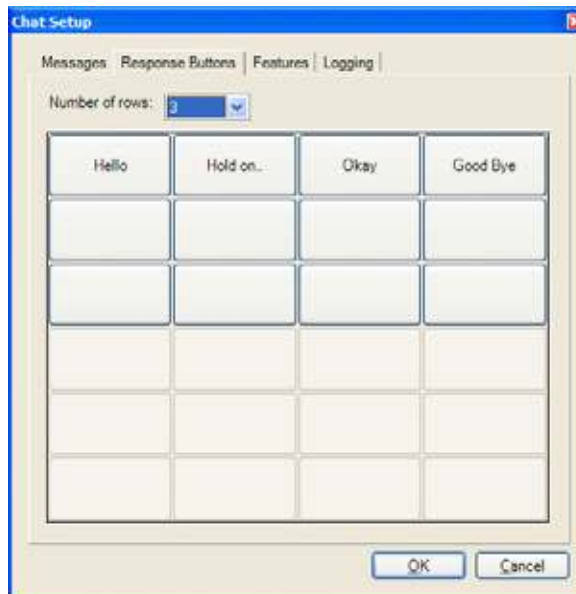 Chat Setup
Messages Response Buttons Features Logging
Number of rows: 3
Hello Hold on.. Okay Good Bye
OK Cancel